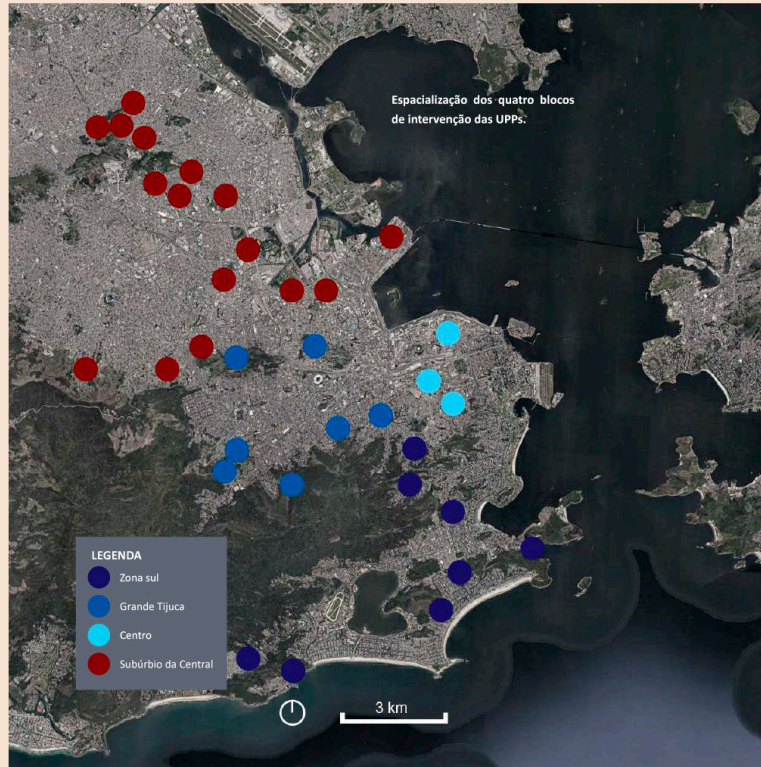 Espacialização dos quatro blocos
de intervenção das UPPs.
LEGENDA
Zona sul
Grande Tijuca
Centro
Subúrbio da Central
3 km